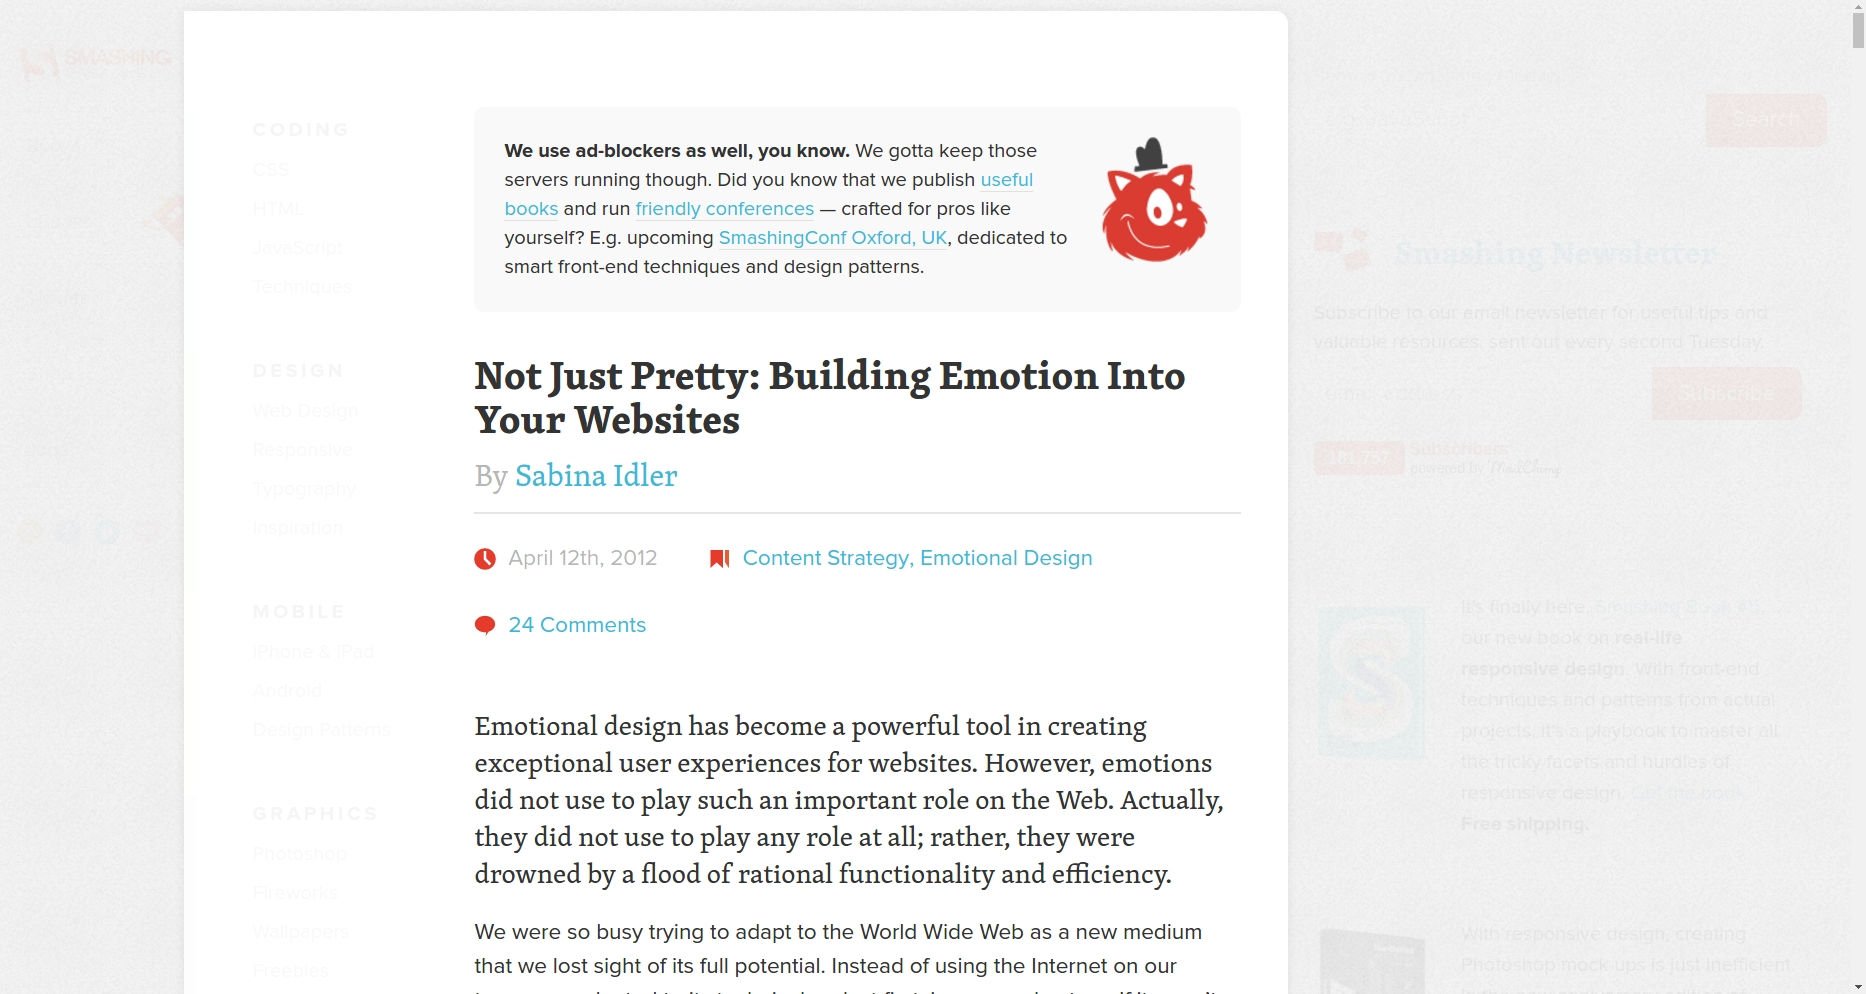 SMASHING
CODING
CSS
HTML
JavaScript
Techniques
DESIGN
Web Design
Responsive
Typography
Inspiration
MOBILE
iPhone & iPad
Android
Design Patterns
GRAPHICS
Photoshop
Fireworks
Wallpapers
Freebies
We use ad-blockers as well, you know. We gotta keep those
servers running though. Did you know that we publish useful
books and run friendly conferences — crafted for pros like
yourself? E.g. upcoming SmashingConf Oxford, UK, dedicated to
smart front-end techniques and design patterns.
Not Just Pretty: Building Emotion Into
Your Websites
By Sabina Idler
April 12th, 2012
Content Strategy, Emotional Design
24 Comments
Emotional design has become a powerful tool in creating
exceptional user experiences for websites. However, emotions
did not use to play such an important role on the Web. Actually,
they did not use to play any role at all; rather, they were
drowned by a flood of rational functionality and efficiency.
We were so busy trying to adapt to the World Wide Web as a new medium
that we lost sight of its full potential. Instead of using the Internet on our
Search
Smashing Newsletter
Subscribe to our email newsletter for useful tips and
valuable resources, sent out every second Tuesday.
Subscribe
181,757
Subscribers
powered by MailChimp
It's finally here. Smashing Book #5,
our new book on real-life
responsive design. With front-end
techniques and patterns from actual
projects, it's a playbook to master all
the tricky facets and hurdles of
responsive design. Get the book.
Free shipping.
With responsive design, creating
Photoshop mock-ups is just inefficient.